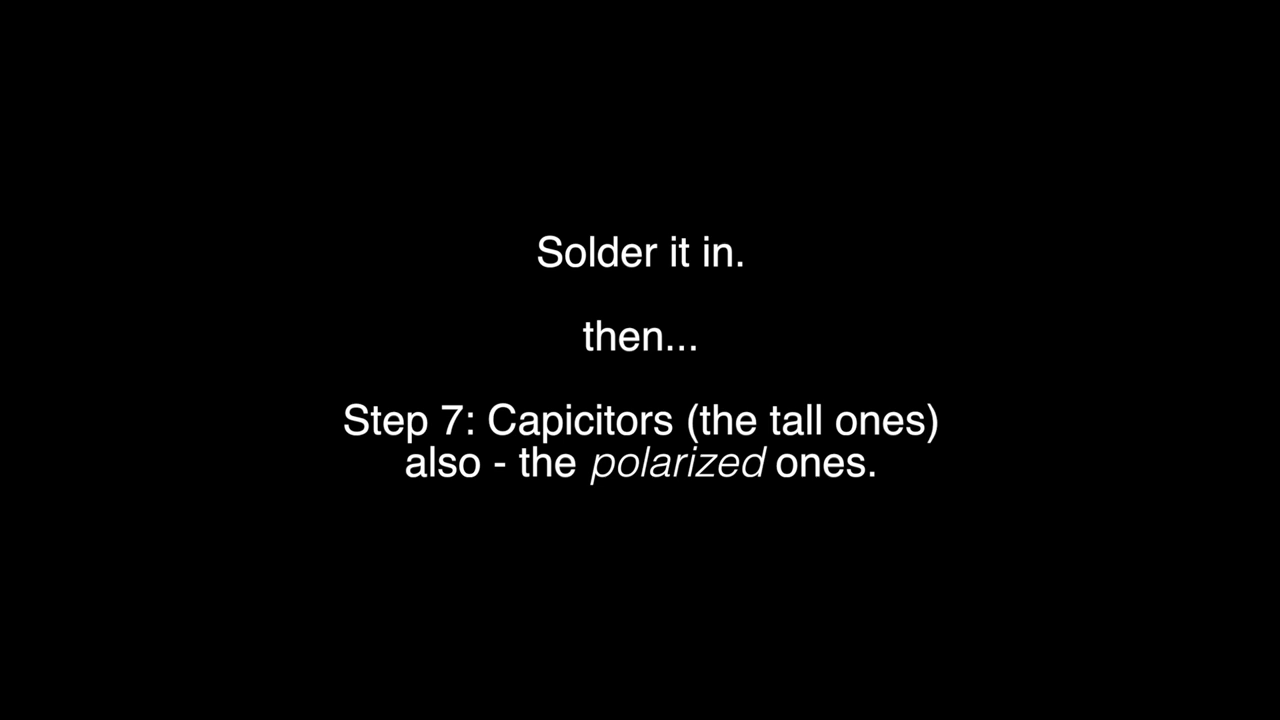 Solder it in.
then...
Step 7: Capicitors (the tall ones)
also - the polarized ones.